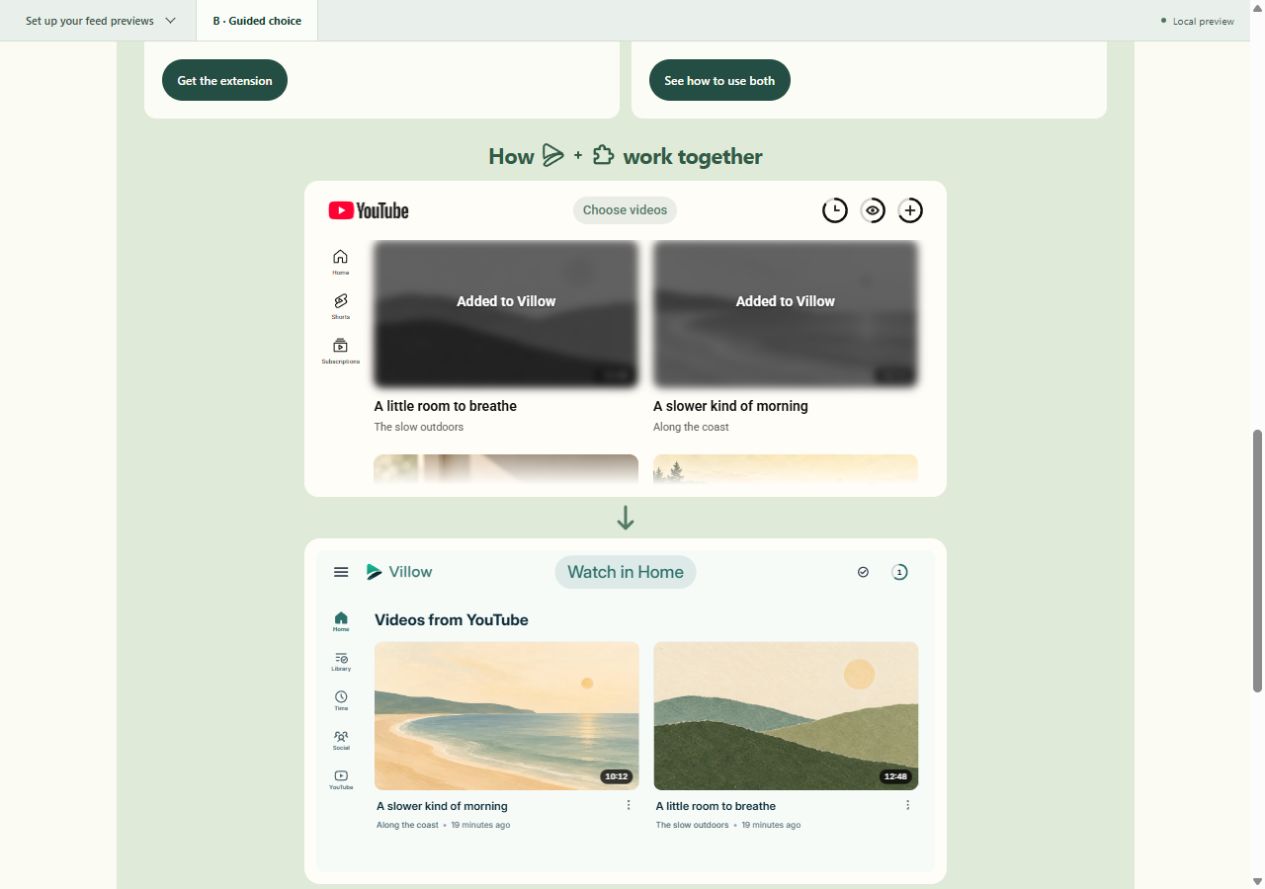 Set up your feed previews
B · Guided choice
Local preview
Get the extension
See how to use both
How + work together
YouTube
Choose videos
Home
Shorts
Subscriptions
Added to Villow
Added to Villow
A little room to breathe
The slow outdoors
A slower kind of morning
Along the coast
Villow
Watch in Home
1
Home
Library
Time
Social
YouTube
Videos from YouTube
10:12
12:48
A slower kind of morning
Along the coast • 19 minutes ago
A little room to breathe
The slow outdoors • 19 minutes ago